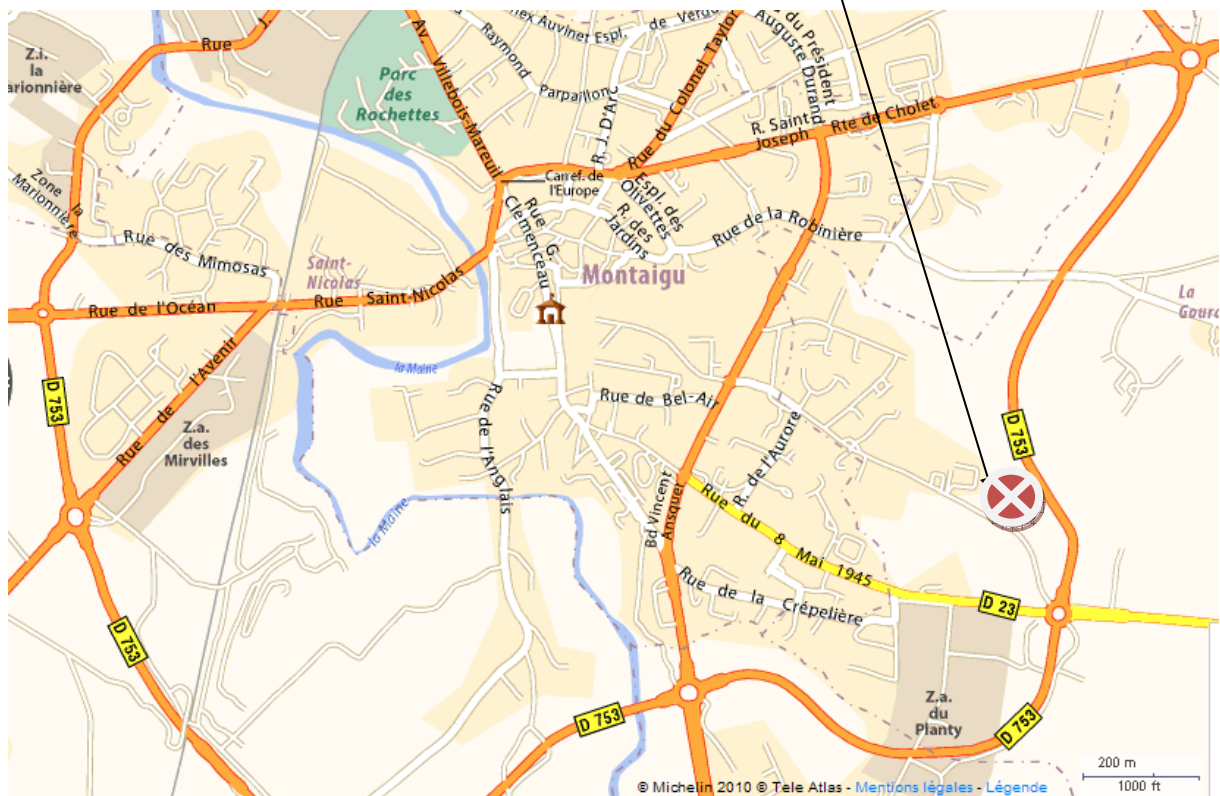 Rue J.
Z.i.
la
arionnière
Av. Villebois-Mareuil
Parc
des
Rochettes
Raymond
Parpaillon
Auvinet Espl. de Verdun
R. J. D'Arc
Rue du Colonel Taylor
du Président
Auguste Durand
R. Saint-
Joseph
Rte de Cholet
Carref. de
l'Europe
Zone la
Marionnière
Rue des Mimosas
Saint-
Nicolas
Rue G.
Clemenceau
Espl. des
Olivettes
R. des
Jardins
Rue de la Robinière
Montaigu
La
Rue de l'Océan
Rue Saint-Nicolas
la Maine
D 753
Rue de l'Avenir
Z.a.
des
Mirvilles
Rue de l'Anglais
Rue de Bel-Air
R. de l'Aurore
D 753
la Maine
Bd. Vincent
Ansquer
Rue du 8 Mai 1945
Rue de la Crépelière
D 23
D 753
D 753
Z.a.
du
Planty
D 753
200 m
1000 ft
© Michelin 2010 © Tele Atlas - Mentions légales - Légende